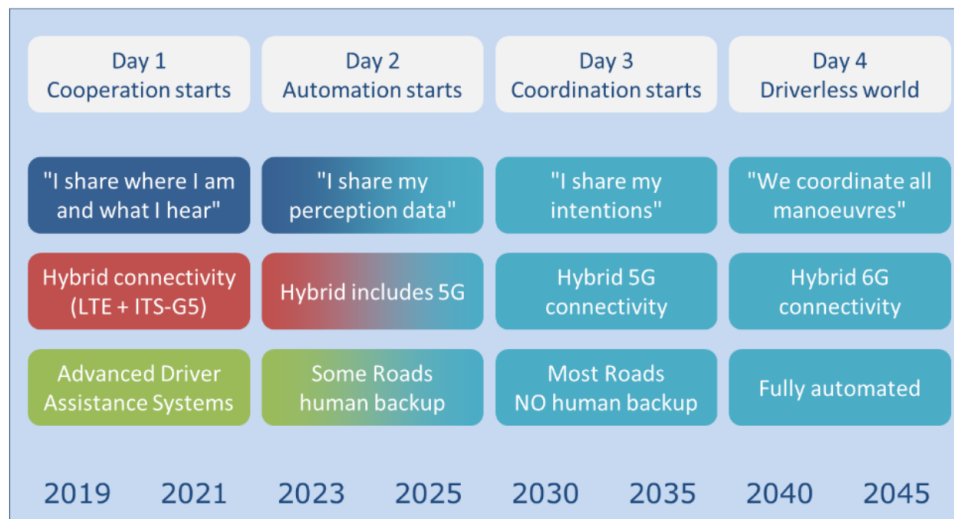 Day 1
Cooperation starts
Day 2
Automation starts
Day 3
Coordination starts
Day 4
Driverless world
"I share where I am
and what I hear"
"I share my
perception data"
"I share my
intentions"
"We coordinate all
manoeuvres"
Hybrid connectivity
(LTE + ITS-G5)
Hybrid includes 5G
Hybrid 5G
connectivity
Hybrid 6G
connectivity
Advanced Driver
Assistance Systems
Some Roads
human backup
Most Roads
NO human backup
Fully automated
2019 2021 2023 2025 2030 2035 2040 2045